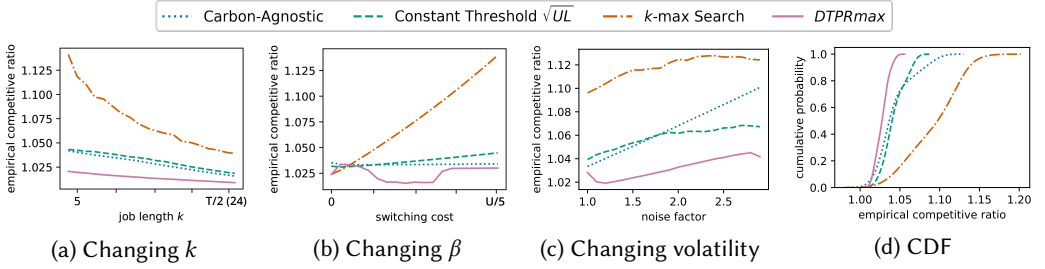 Carbon-Agnostic Constant Threshold √UL k-max Search DTPRmax
empirical competitive ratio
1.125
1.100
1.075
1.050
1.025
5 T/2 (24)
job length k
(a) Changing k
empirical competitive ratio
1.125
1.100
1.075
1.050
1.025
0 U/5
switching cost
(b) Changing β
empirical competitive ratio
1.12
1.10
1.08
1.06
1.04
1.02
1.0 1.5 2.0 2.5
noise factor
(c) Changing volatility
cumulative probability
1.0
0.8
0.6
0.4
0.2
0.0
1.00 1.05 1.10 1.15 1.20
empirical competitive ratio
(d) CDF